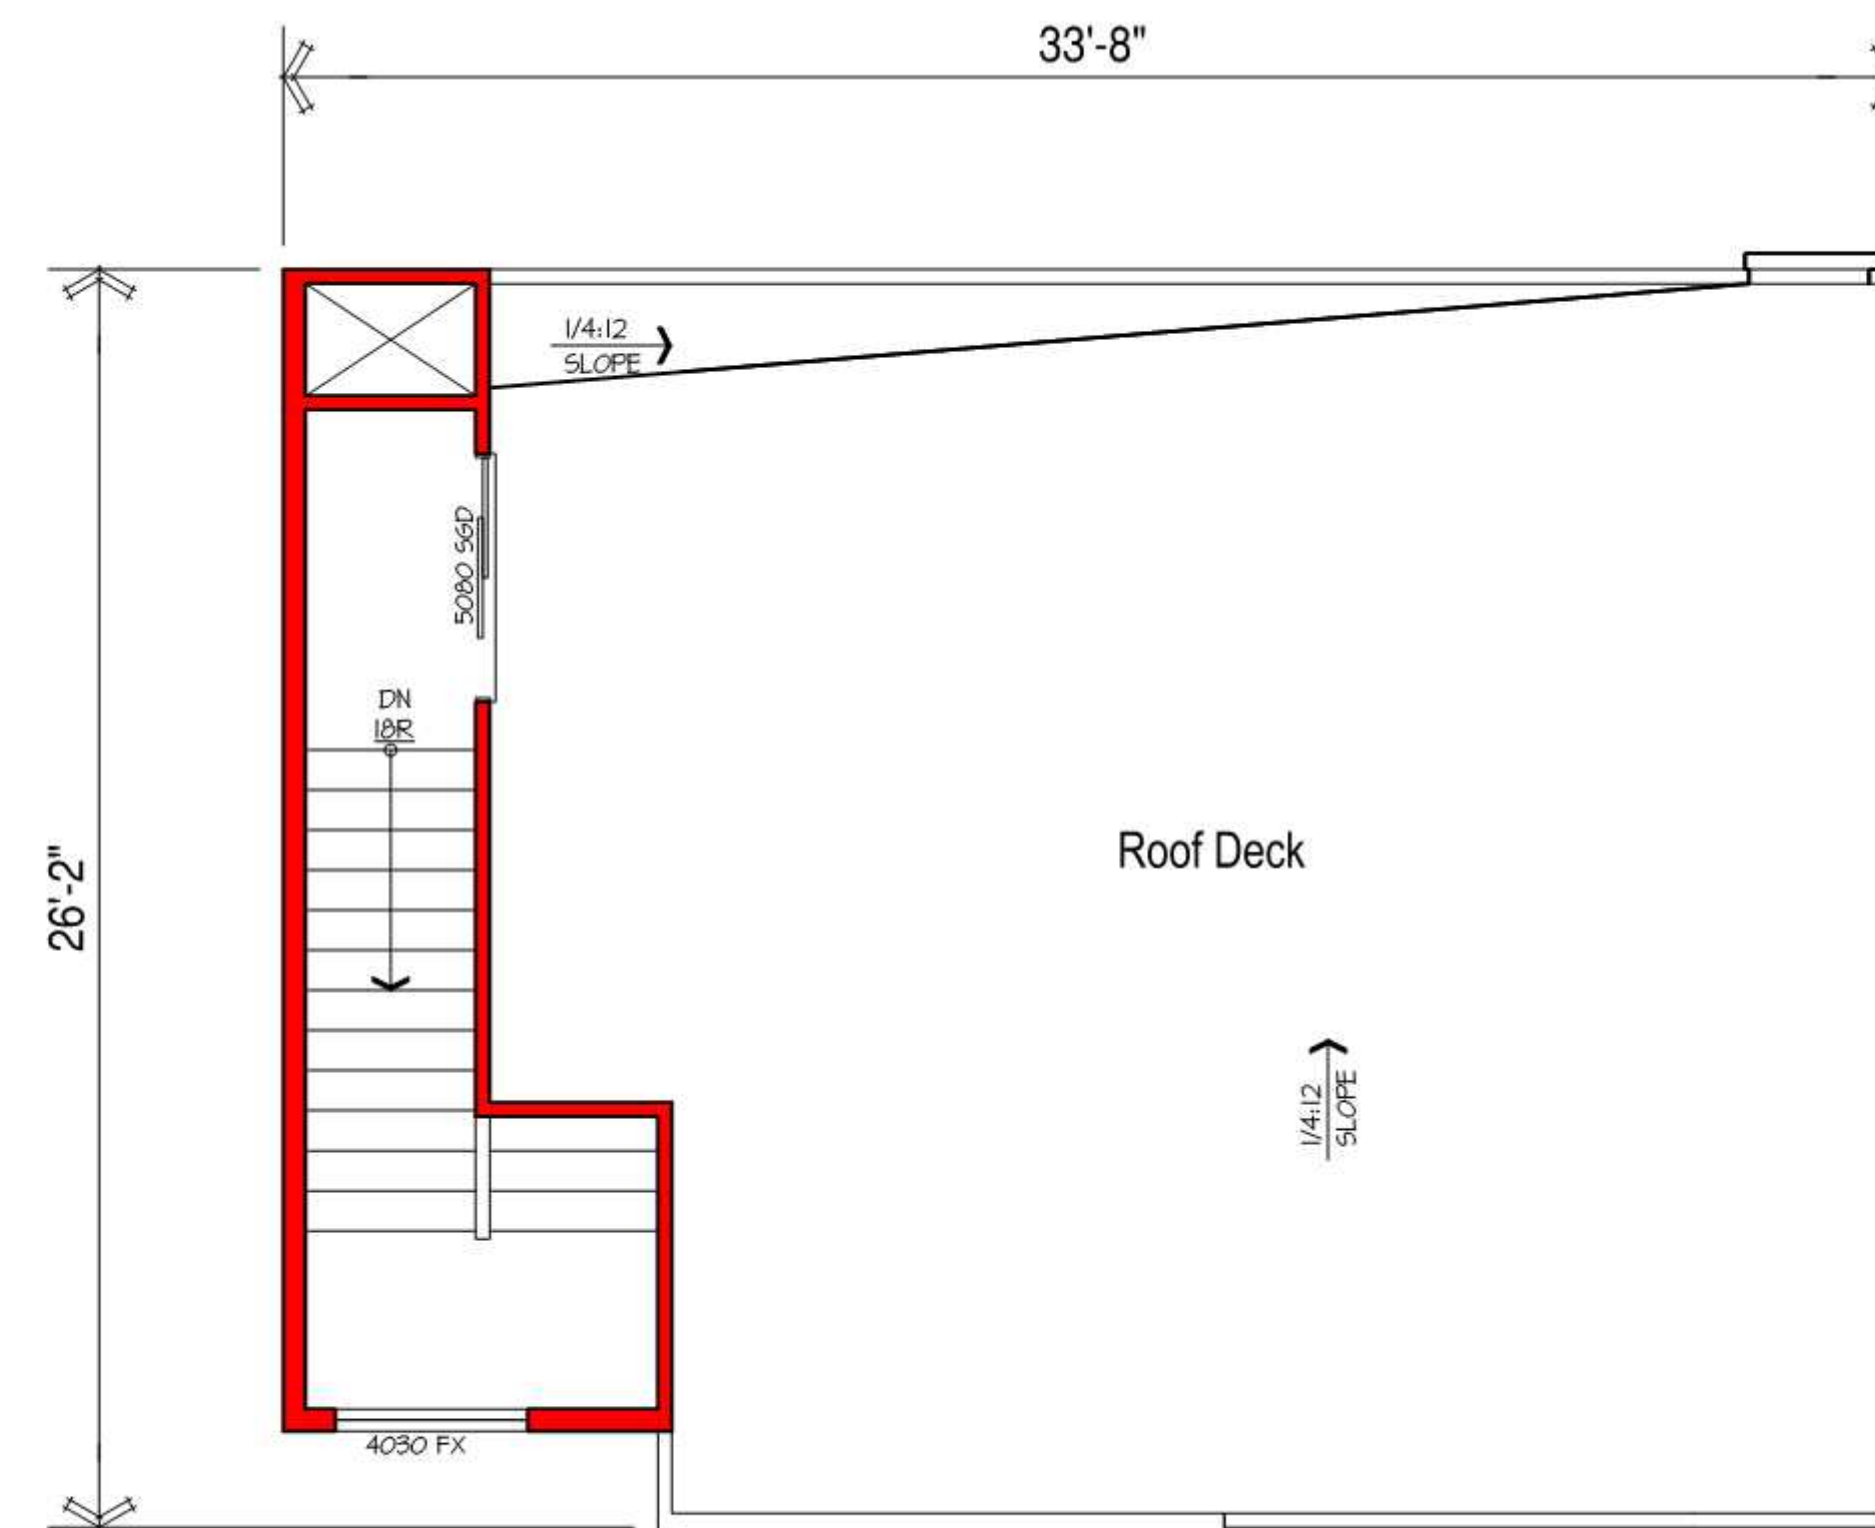 33'-8"
1/4:12
SLOPE
5080 SGD
DN
18R
26'-2"
Roof Deck
1/4:12
SLOPE
4030 FX